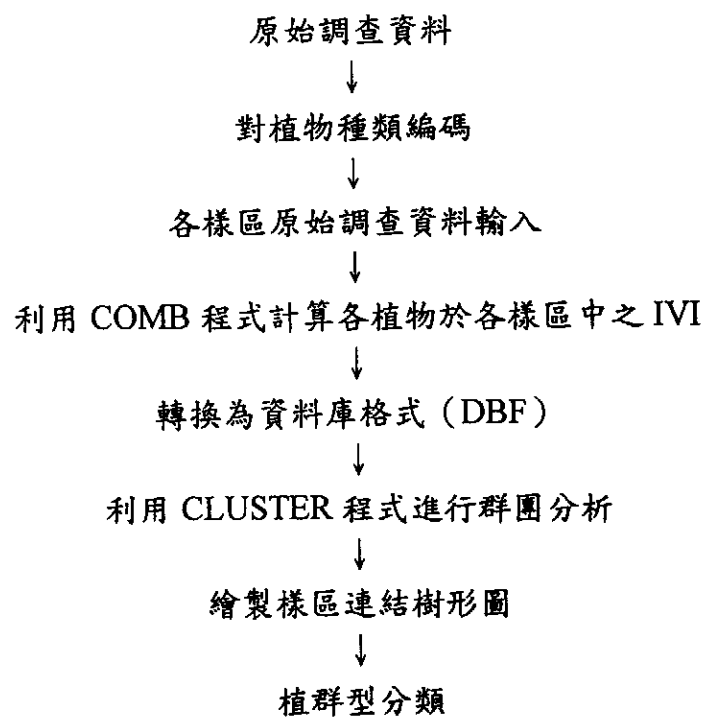 原始調查資料
↓
對植物種類編碼
↓
各樣區原始調查資料輸入
↓
利用 COMB 程式計算各植物於各樣區中之 IVI
↓
轉換為資料庫格式（DBF）
↓
利用 CLUSTER 程式進行群團分析
↓
繪製樣區連結樹形圖
↓
植群型分類